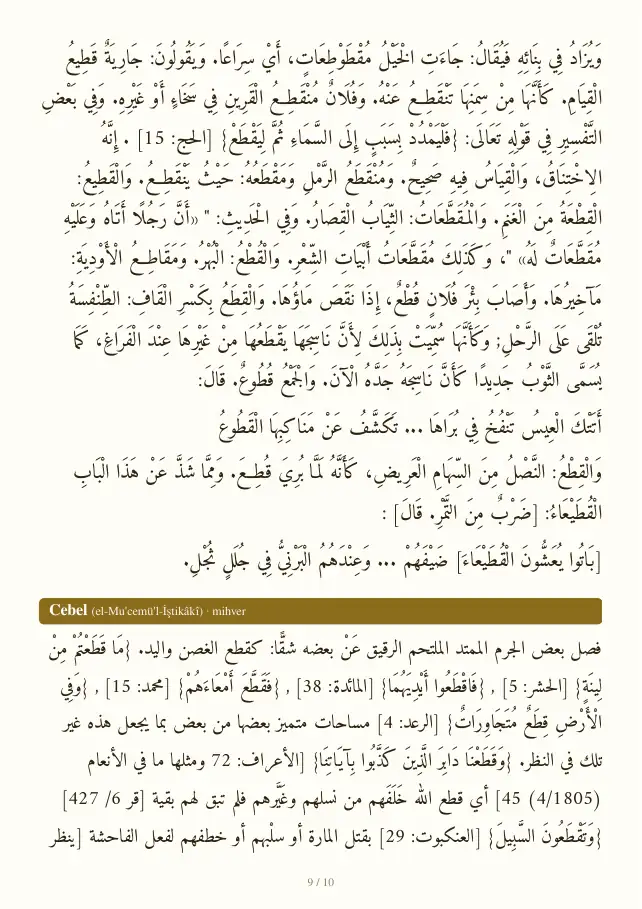 وَيُزَادُ فِي بِنَائِهِ فَيُقَالُ: جَاءَتِ الْخَيْلُ مُقْطَوْطِعَاتٍ، أَيْ سِرَاعًا. وَيَقُولُونَ: جَارِيَةٌ قَطِيعُ
الْقِيَامِ. كَأَنَّهَا مِنْ سِمَنِهَا تَنْقَطِعُ عَنْهُ. وَفُلَانٌ مُنْقَطِعُ الْقَرِينِ فِي سَخَاءٍ أَوْ غَيْرِهِ. وَفِي بَعْضِ
التَّفْسِيرِ فِي قَوْلِهِ تَعَالَى: {فَلْيَمْدُدْ بِسَبَبٍ إِلَى السَّمَاءِ ثُمَّ لِيَقْطَعْ} [الحج: 15] . إِنَّهُ
الِاخْتِنَاقُ، وَالْقِيَاسُ فِيهِ صَحِيحٌ. وَمُنْقَطَعُ الرَّمْلِ وَمَقْطَعُهُ: حَيْثُ يَنْقَطِعُ. وَالْقَطِيعُ:
الْقِطْعَةُ مِنَ الْغَنَمِ. وَالْمُقَطَّعَاتُ: الثِّيَابُ الْقِصَارُ. وَفِي الْحَدِيثِ: " «أَنَّ رَجُلًا أَتَاهُ وَعَلَيْهِ
مُقَطَّعَاتٌ لَهُ» "، وَكَذَلِكَ مُقَطَّعَاتُ أَبْيَاتِ الشِّعْرِ. وَالْقُطْعُ: الْبُهْرُ. وَمَقَاطِعُ الْأَوْدِيَةِ:
مَآخِيرُهَا. وَأَصَابَ بِئْرَ فُلَانٍ قُطْعٌ، إِذَا نَقَصَ مَاؤُهَا. وَالْقِطَعُ بِكَسْرِ الْقَافِ: الطِّنْفِسَةُ
تُلْقَى عَلَى الرَّحْلِ; وَكَأَنَّهَا سُمِّيَتْ بِذَلِكَ لِأَنَّ نَاسِجَهَا يَقْطَعُهَا مِنْ غَيْرِهَا عِنْدَ الْفَرَاغِ، كَمَا
يُسَمَّى الثَّوْبُ جَدِيدًا كَأَنَّ نَاسِجَهُ جَدَّهُ الْآنَ. وَالْجَمْعُ قُطُوعٌ. قَالَ:
أَتَتْكَ الْعِيسُ تَنْفُخُ فِي بُرَاهَا ... تَكَشَّفُ عَنْ مَنَاكِبِهَا الْقُطُوعُ
وَالْقِطْعُ: النَّصْلُ مِنَ السِّهَامِ الْعَرِيضِ، كَأَنَّهُ لَمَّا بُرِيَ قُطِعَ. وَمِمَّا شَذَّ عَنْ هَذَا الْبَابِ
الْقُطَيْعَاءُ: [ضَرْبٌ مِنَ التَّمْرِ. قَالَ] :
[بَاتُوا يُعَشُّونَ الْقُطَيْعَاءَ] ضَيْفَهُمْ ... وَعِنْدَهُمُ الْبَرْنِيُّ فِي جُلَلٍ ثُجْلِ.
Cebel (el-Mu'cemü'l-İştikâkî) · mihver
فصل بعض الجرم الممتد الملتحم الرقيق عَنْ بعضه شقًّا: كقطع الغصن واليد. {مَا قَطَعْتُمْ مِنْ
لِينَةٍ} [الحشر: 5] , {فَاقْطَعُوا أَيْدِيَهُمَا} [المائدة: 38] , {فَقَطَّعَ أَمْعَاءَهُمْ} [محمد: 15] , {وَفِي
الْأَرْضِ قِطَعٌ مُتَجَاوِرَاتٌ} [الرعد: 4] مساحات متميز بعضها من بعض بما يجعل هذه غير
تلك في النظر. {وَقَطَعْنَا دَابِرَ الَّذِينَ كَذَّبُوا بِآيَاتِنَا} [الأعراف: 72 ومثلها ما في الأنعام
(4/1805) 45] أي قطع الله خَلَفَهم من نسلهم وغَيَّرهم فلم تبق لهم بقية [قر 6/ 427]
{وَتَقْطَعُونَ السَّبِيلَ} [العنكبوت: 29] بقتل المارة أو سلْبهم أو خطفهم لفعل الفاحشة [ينظر
9 / 10